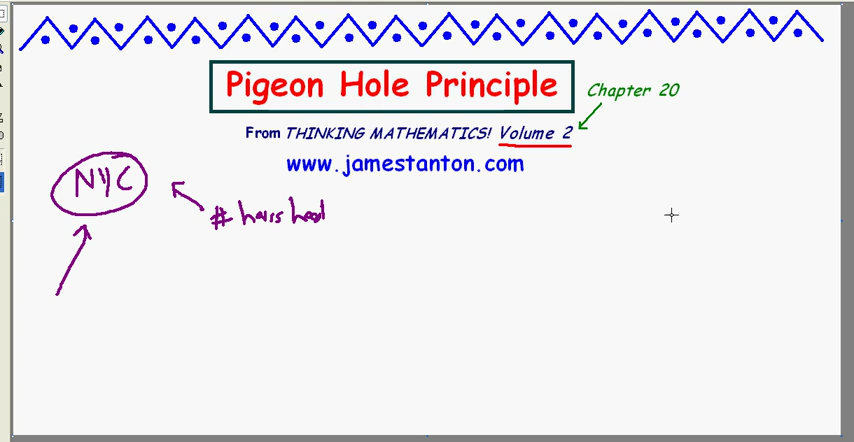 Pigeon Hole Principle
Chapter 20
From THINKING MATHEMATICS! Volume 2
www.jamestanton.com
NYC
# hairs head